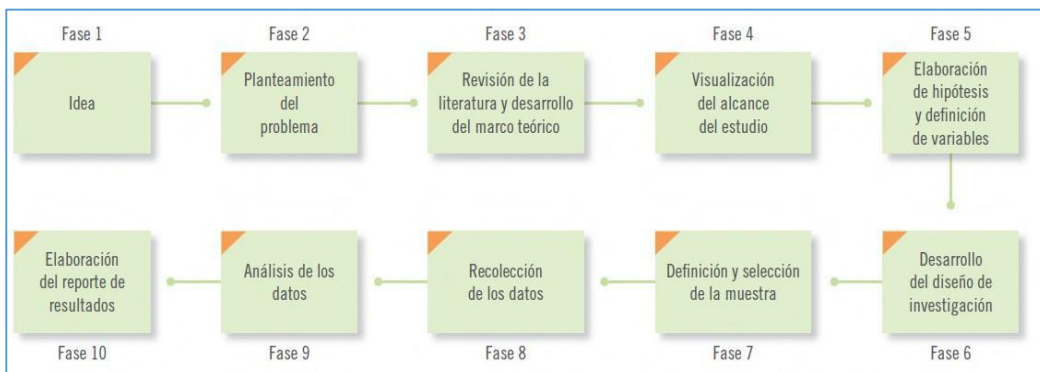 Fase 1
Idea
Fase 2
Planteamiento
del
problema
Fase 3
Revisión de la
literatura y desarrollo
del marco teórico
Fase 4
Visualización
del alcance
del estudio
Fase 5
Elaboración
de hipótesis
y definición
de variables
Desarrollo
del diseño de
investigación
Fase 6
Definición y selección
de la muestra
Fase 7
Recolección
de los datos
Fase 8
Análisis de los
datos
Fase 9
Elaboración
del reporte de
resultados
Fase 10